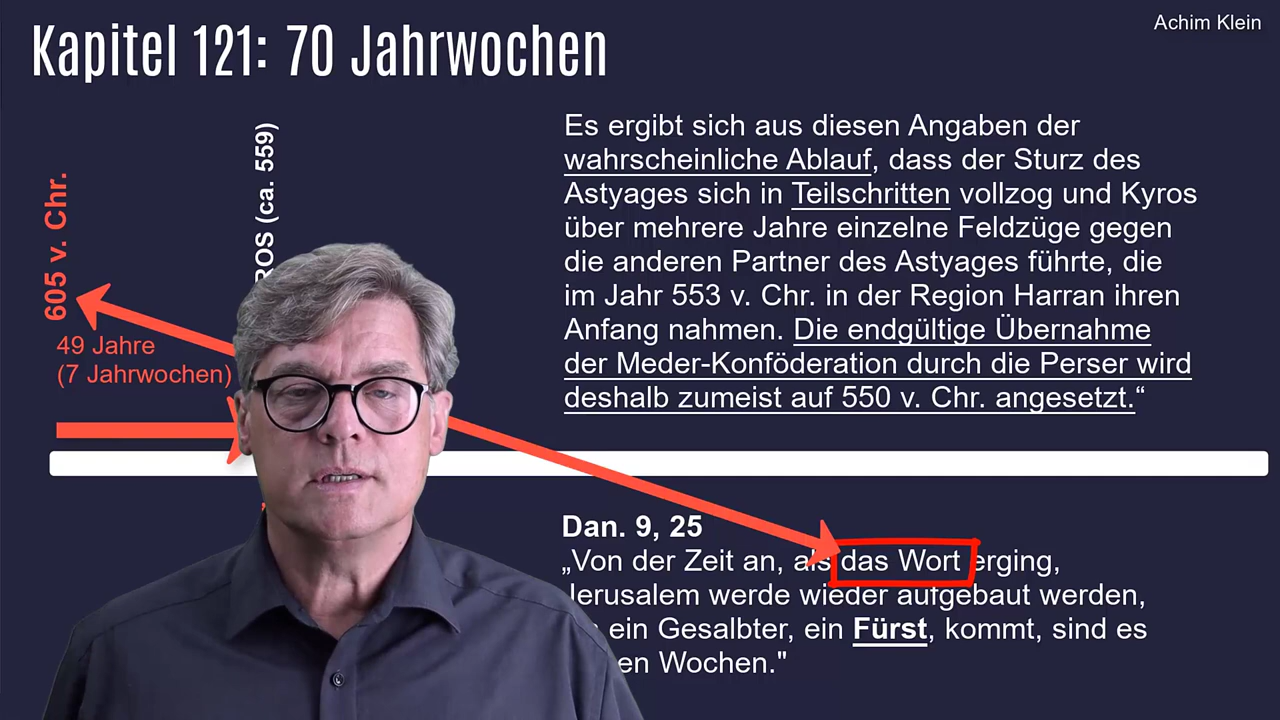 Achim Klein
Kapitel 121: 70 Jahrwochen
605 v. Chr.
ROS (ca. 559)
49 Jahre
(7 Jahrwochen)
Es ergibt sich aus diesen Angaben der
wahrscheinliche Ablauf, dass der Sturz des
Astyages sich in Teilschritten vollzog und Kyros
über mehrere Jahre einzelne Feldzüge gegen
die anderen Partner des Astyages führte, die
im Jahr 553 v. Chr. in der Region Harran ihren
Anfang nahmen. Die endgültige Übernahme
der Meder-Konföderation durch die Perser wird
deshalb zumeist auf 550 v. Chr. angesetzt.“
Dan. 9, 25
„Von der Zeit an, als das Wort erging,
Jerusalem werde wieder aufgebaut werden,
ein Gesalbter, ein Fürst, kommt, sind es
en Wochen."